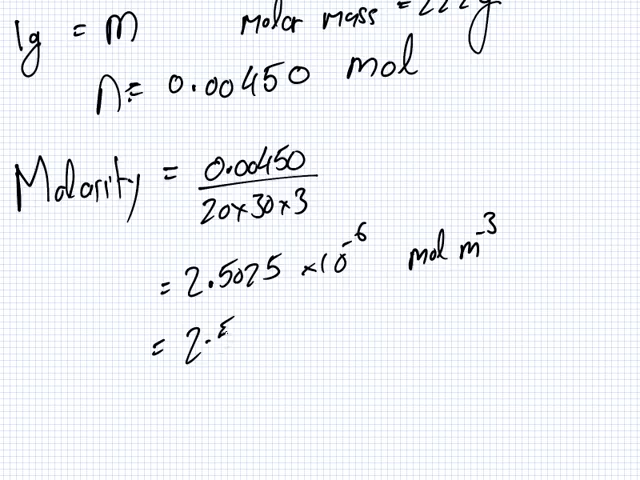 1g = m Molar mass = 222g
n = 0.00450 mol
Molarity = 0.00450
20×30×3
= 2.5025 ×10⁻⁶ mol m⁻³
= 2.5